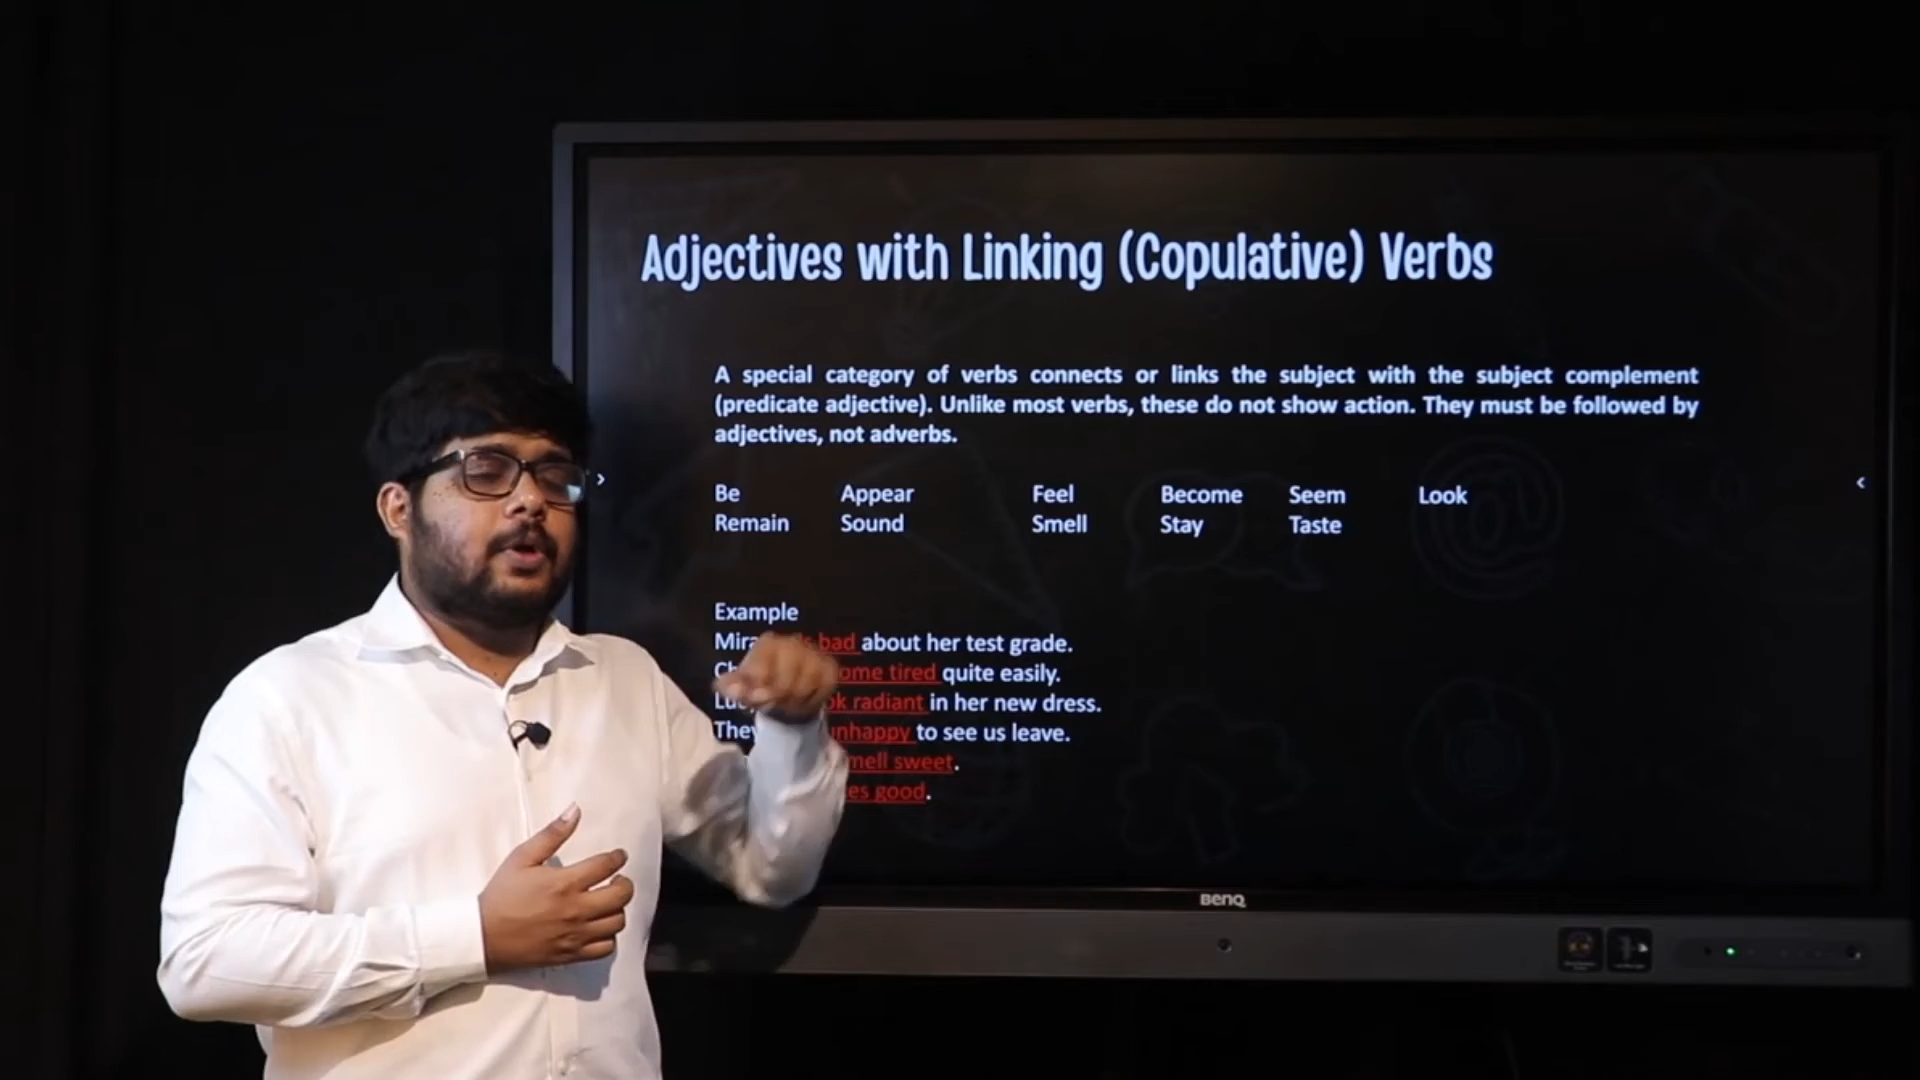 Adjectives with Linking (Copulative) Verbs
A special category of verbs connects or links the subject with the subject complement
(predicate adjective). Unlike most verbs, these do not show action. They must be followed by
adjectives, not adverbs.
Be Appear Feel Become Seem Look
Remain Sound Smell Stay Taste
Example
bad about her test grade.
tired quite easily.
radiant in her new dress.
They unhappy to see us leave.
sweet.
good.
BenQ